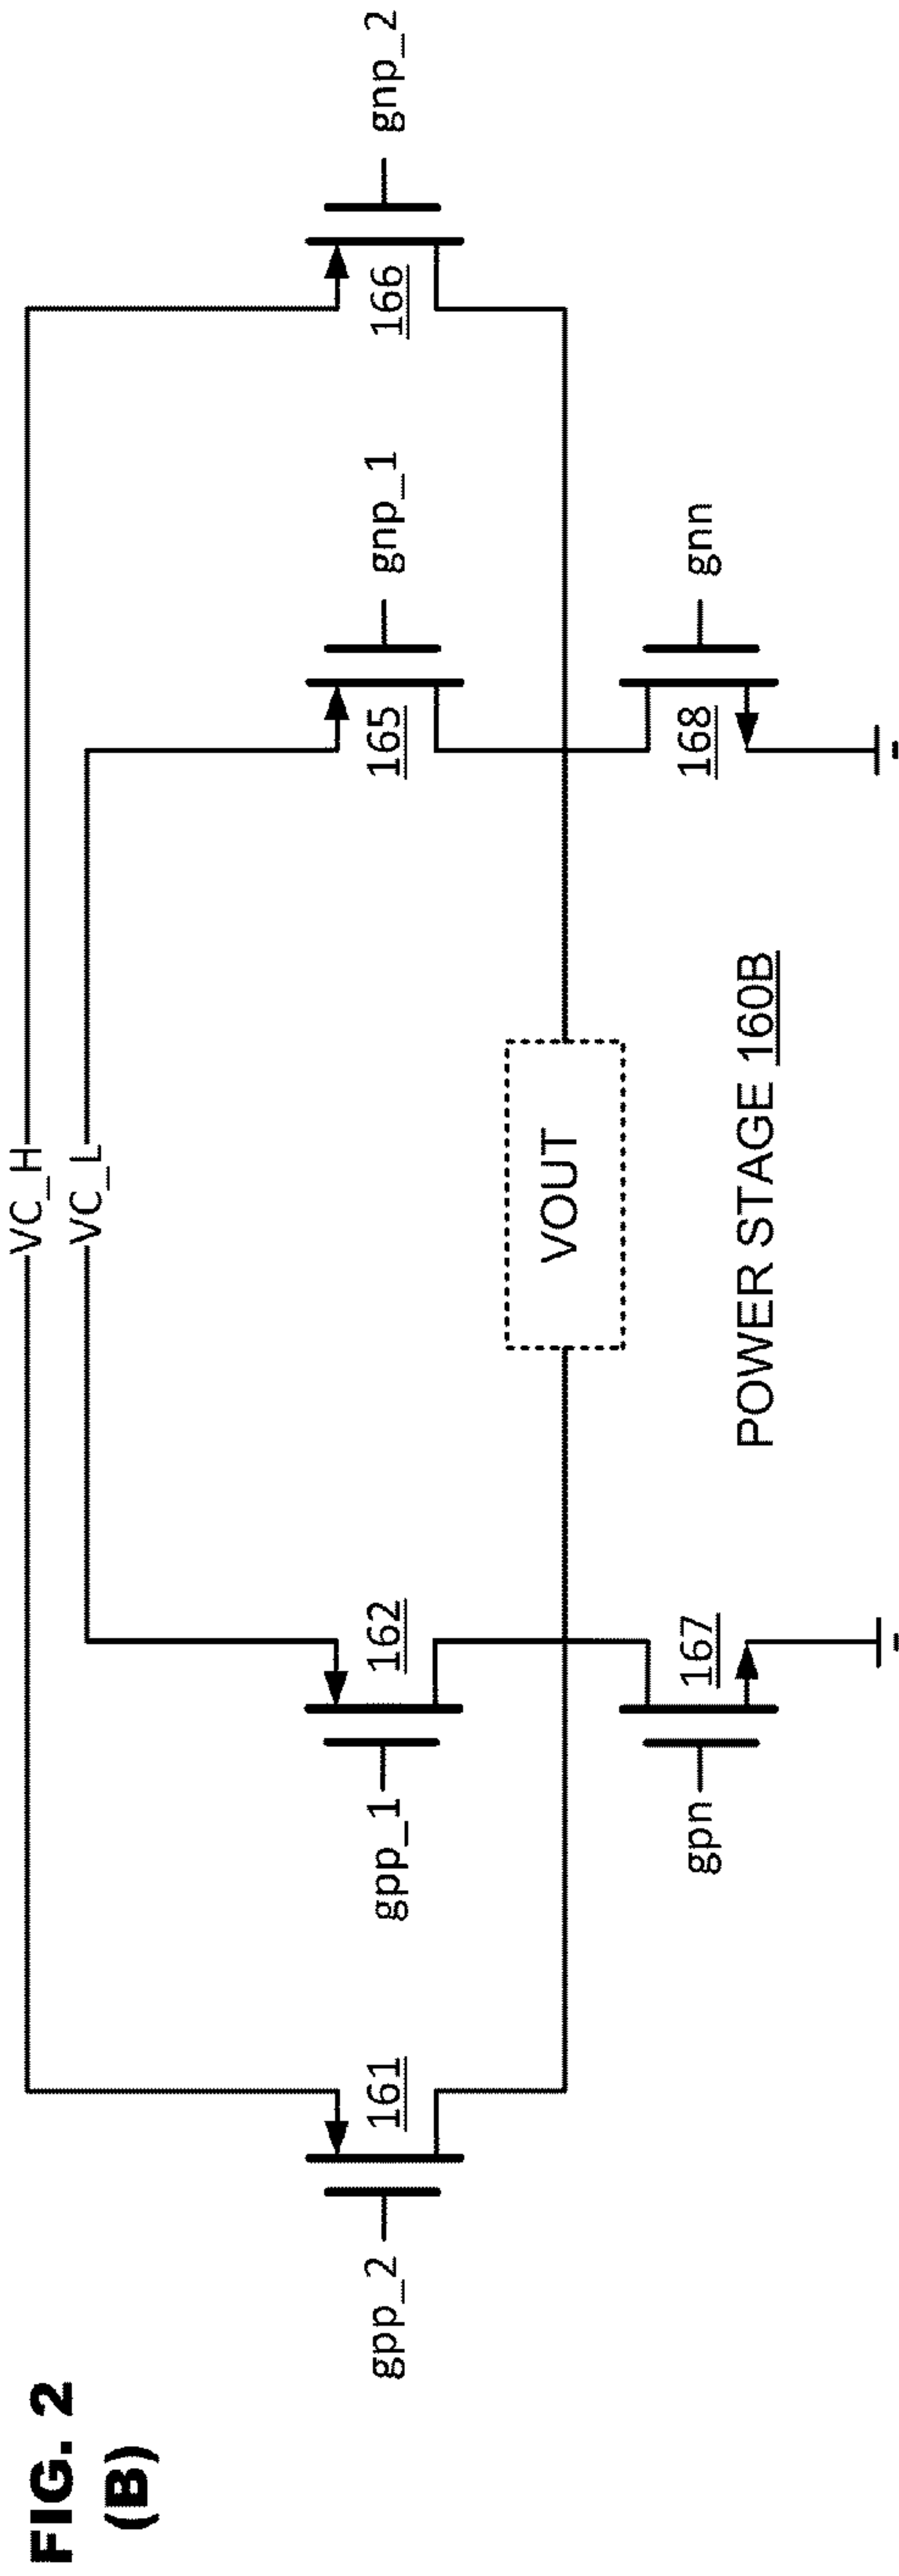 FIG. 2
(B)
VC_H
VC_L
gpp_2
161
gpp_1
162
165
gnp_1
166
gnp_2
VOUT
gpn
167
168
gnn
POWER STAGE 160B